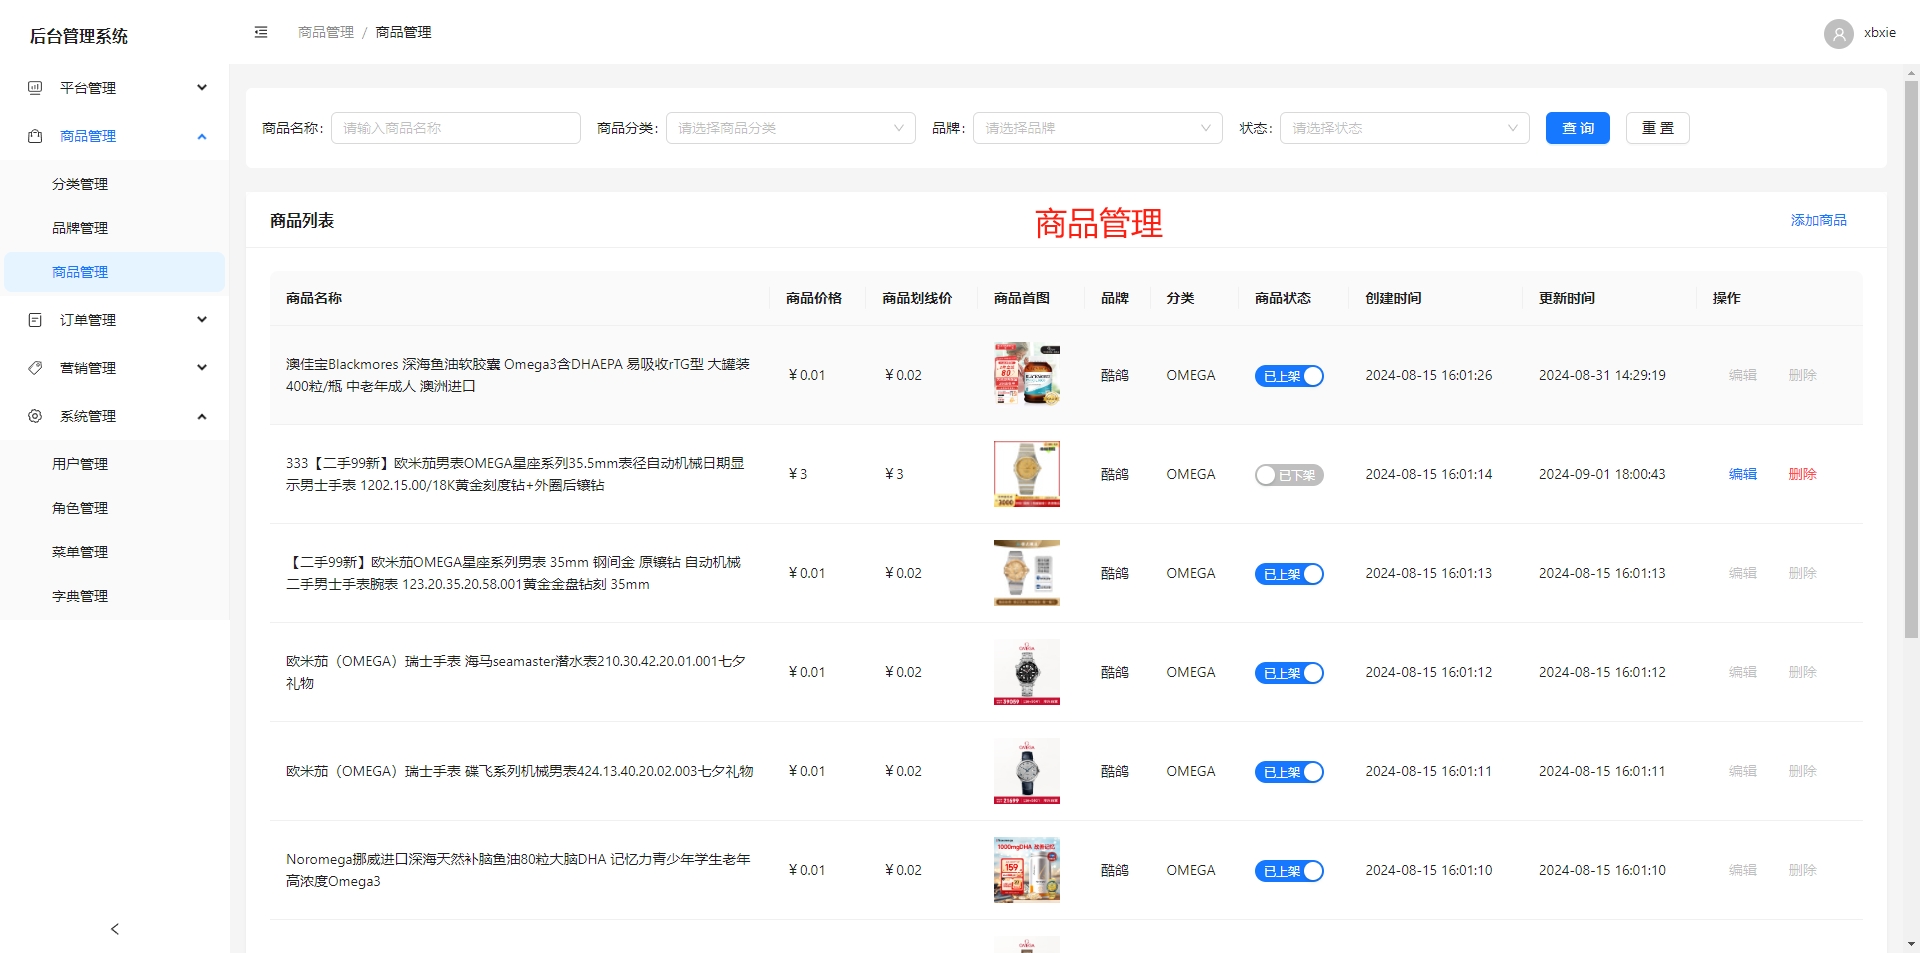 后台管理系统
商品管理 / 商品管理
xbxie
平台管理
商品管理
分类管理
品牌管理
商品管理
订单管理
营销管理
系统管理
用户管理
角色管理
菜单管理
字典管理
商品名称: 请输入商品名称 商品分类: 请选择商品分类 品牌: 请选择品牌 状态: 请选择状态 查询 重置
商品列表
商品管理
添加商品
商品名称 商品价格 商品划线价 商品首图 品牌 分类 商品状态 创建时间 更新时间 操作
澳佳宝Blackmores 深海鱼油软胶囊 Omega3含DHAEPA 易吸收rTG型 大罐装
400粒/瓶 中老年成人 澳洲进口
¥ 0.01 ¥ 0.02 酷鸽 OMEGA 已上架 2024-08-15 16:01:26 2024-08-31 14:29:19 编辑 删除
333【二手99新】欧米茄男表OMEGA星座系列35.5mm表径自动机械日期显
示男士手表 1202.15.00/18K黄金刻度钻+外圈后镶钻
¥ 3 ¥ 3 酷鸽 OMEGA 已下架 2024-08-15 16:01:14 2024-09-01 18:00:43 编辑 删除
【二手99新】欧米茄OMEGA星座系列男表 35mm 钢间金 原镶钻 自动机械
二手男士手表腕表 123.20.35.20.58.001黄金金盘钻刻 35mm
¥ 0.01 ¥ 0.02 酷鸽 OMEGA 已上架 2024-08-15 16:01:13 2024-08-15 16:01:13 编辑 删除
欧米茄（OMEGA）瑞士手表 海马seamaster潜水表210.30.42.20.01.001七夕
礼物
¥ 0.01 ¥ 0.02 酷鸽 OMEGA 已上架 2024-08-15 16:01:12 2024-08-15 16:01:12 编辑 删除
欧米茄（OMEGA）瑞士手表 碟飞系列机械男表424.13.40.20.02.003七夕礼物
¥ 0.01 ¥ 0.02 酷鸽 OMEGA 已上架 2024-08-15 16:01:11 2024-08-15 16:01:11 编辑 删除
Noromega挪威进口深海天然补脑鱼油80粒大脑DHA 记忆力青少年学生老年
高浓度Omega3
¥ 0.01 ¥ 0.02 酷鸽 OMEGA 已上架 2024-08-15 16:01:10 2024-08-15 16:01:10 编辑 删除